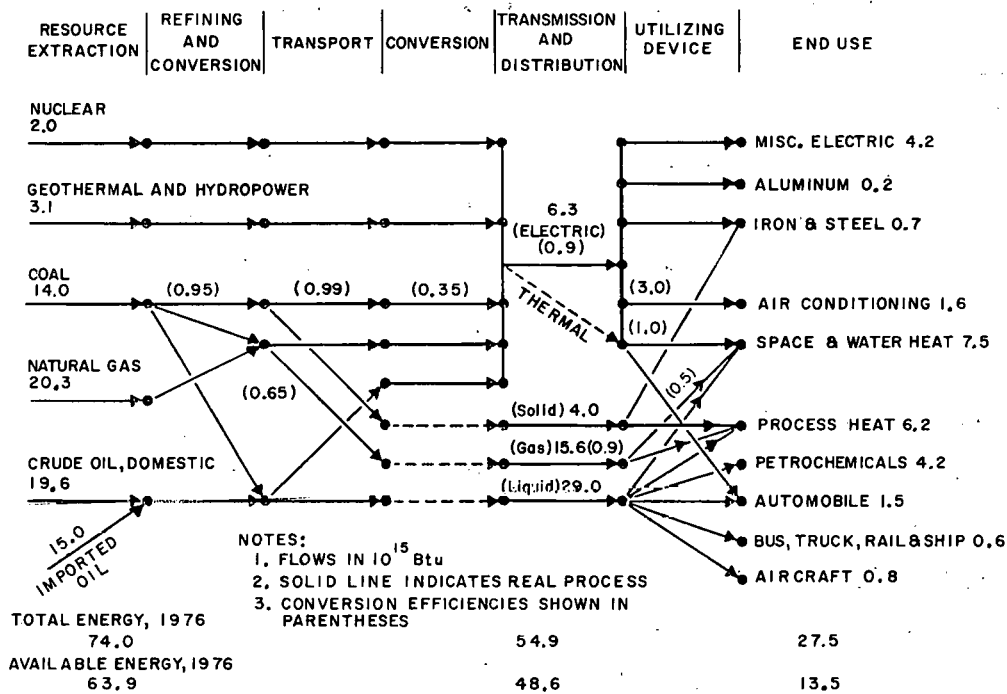 RESOURCE EXTRACTION
REFINING AND CONVERSION
TRANSPORT
CONVERSION
TRANSMISSION AND DISTRIBUTION
UTILIZING DEVICE
END USE
NUCLEAR
2.0
MISC. ELECTRIC 4.2
ALUMINUM 0.2
GEOTHERMAL AND HYDROPOWER
3.1
6.3
(ELECTRIC)
(0.9)
IRON & STEEL 0.7
COAL
14.0
(0.95)
(0.99)
(0.35)
THERMAL
(3.0)
AIR CONDITIONING 1.6
(1.0)
SPACE & WATER HEAT 7.5
NATURAL GAS
20.3
(0.65)
(0.5)
(Solid) 4.0
PROCESS HEAT 6.2
(Gas) 15.6 (0.9)
PETROCHEMICALS 4.2
CRUDE OIL, DOMESTIC
19.6
(Liquid) 29.0
AUTOMOBILE 1.5
15.0
IMPORTED
OIL
BUS, TRUCK, RAIL & SHIP 0.6
AIRCRAFT 0.8
NOTES:
1. FLOWS IN 10¹⁵ Btu
2. SOLID LINE INDICATES REAL PROCESS
3. CONVERSION EFFICIENCIES SHOWN IN
PARENTHESES
TOTAL ENERGY, 1976
74.0
54.9
27.5
AVAILABLE ENERGY, 1976
63.9
48.6
13.5